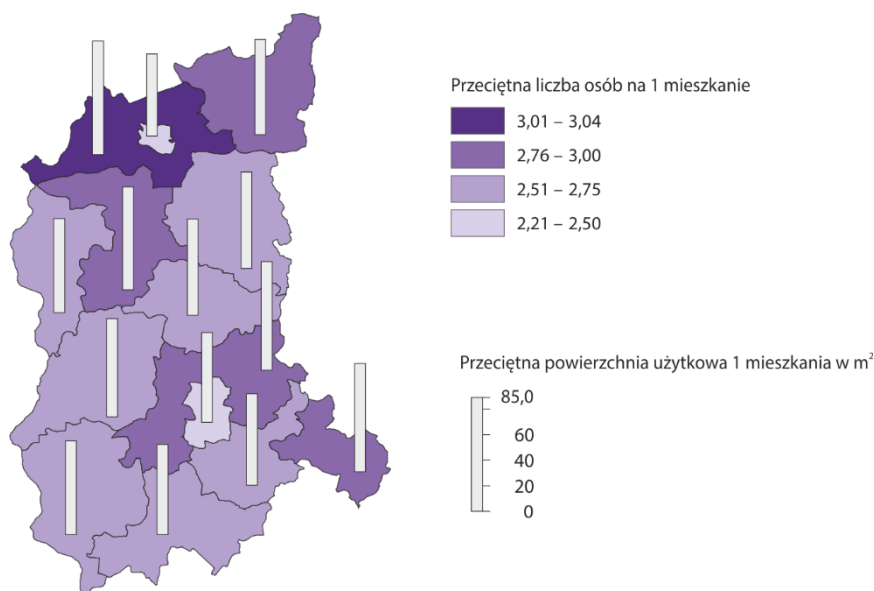 Przeciętna liczba osób na 1 mieszkanie
3,01 – 3,04
2,76 – 3,00
2,51 – 2,75
2,21 – 2,50
Przeciętna powierzchnia użytkowa 1 mieszkania w m²
85,0
60
40
20
0